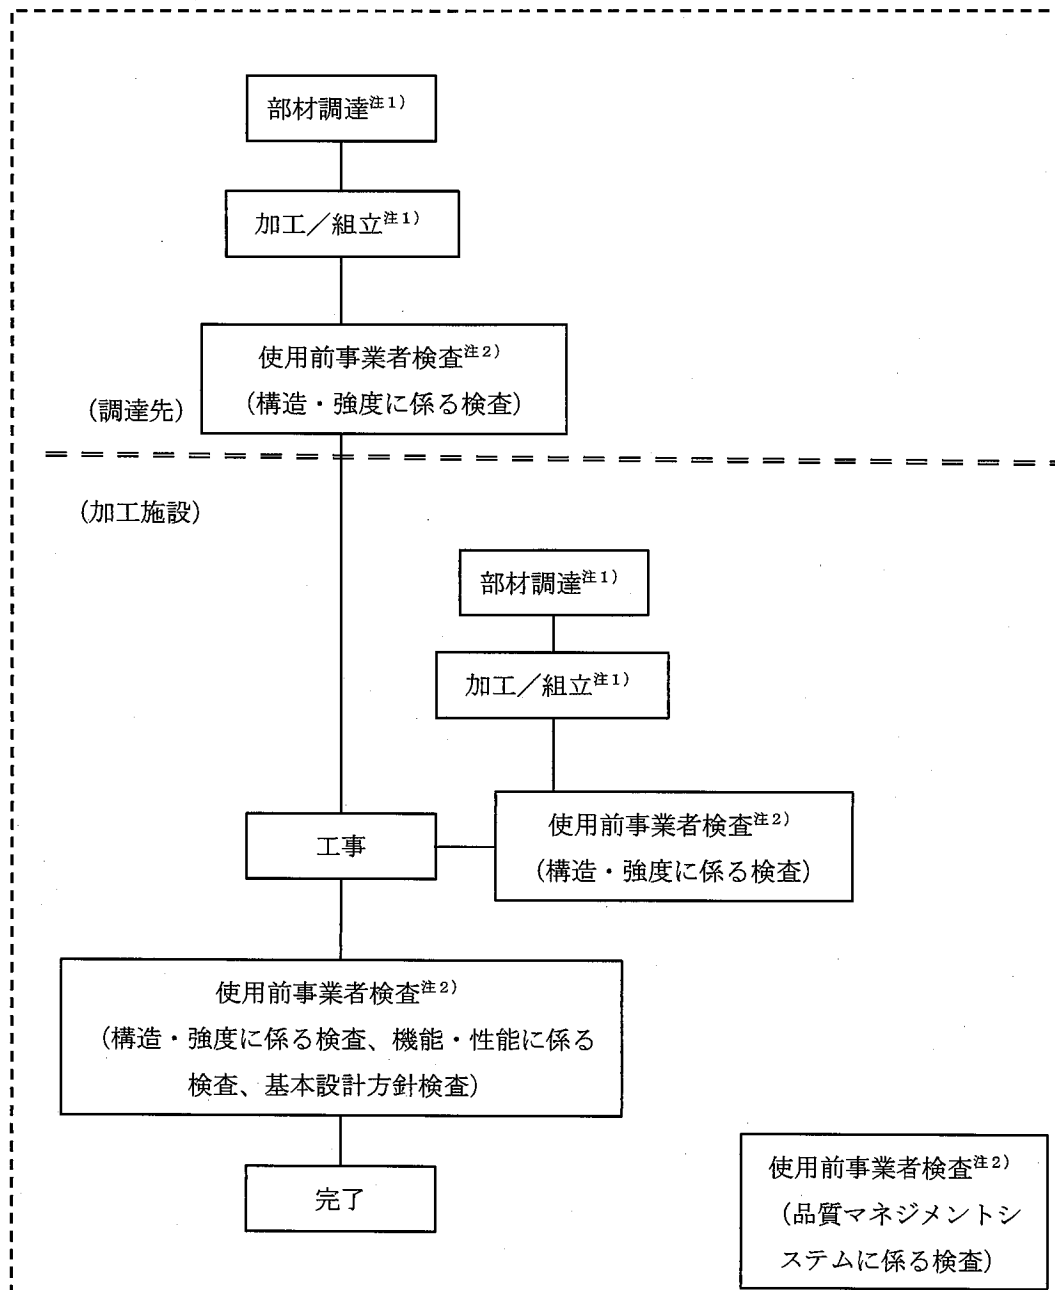 部材調達注1)
加工／組立注1)
使用前事業者検査注2)
(構造・強度に係る検査)
(調達先)
(加工施設)
部材調達注1)
加工／組立注1)
使用前事業者検査注2)
(構造・強度に係る検査)
工事
使用前事業者検査注2)
(構造・強度に係る検査、機能・性能に係る
検査、基本設計方針検査)
完了
使用前事業者検査注2)
(品質マネジメントシ
ステムに係る検査)